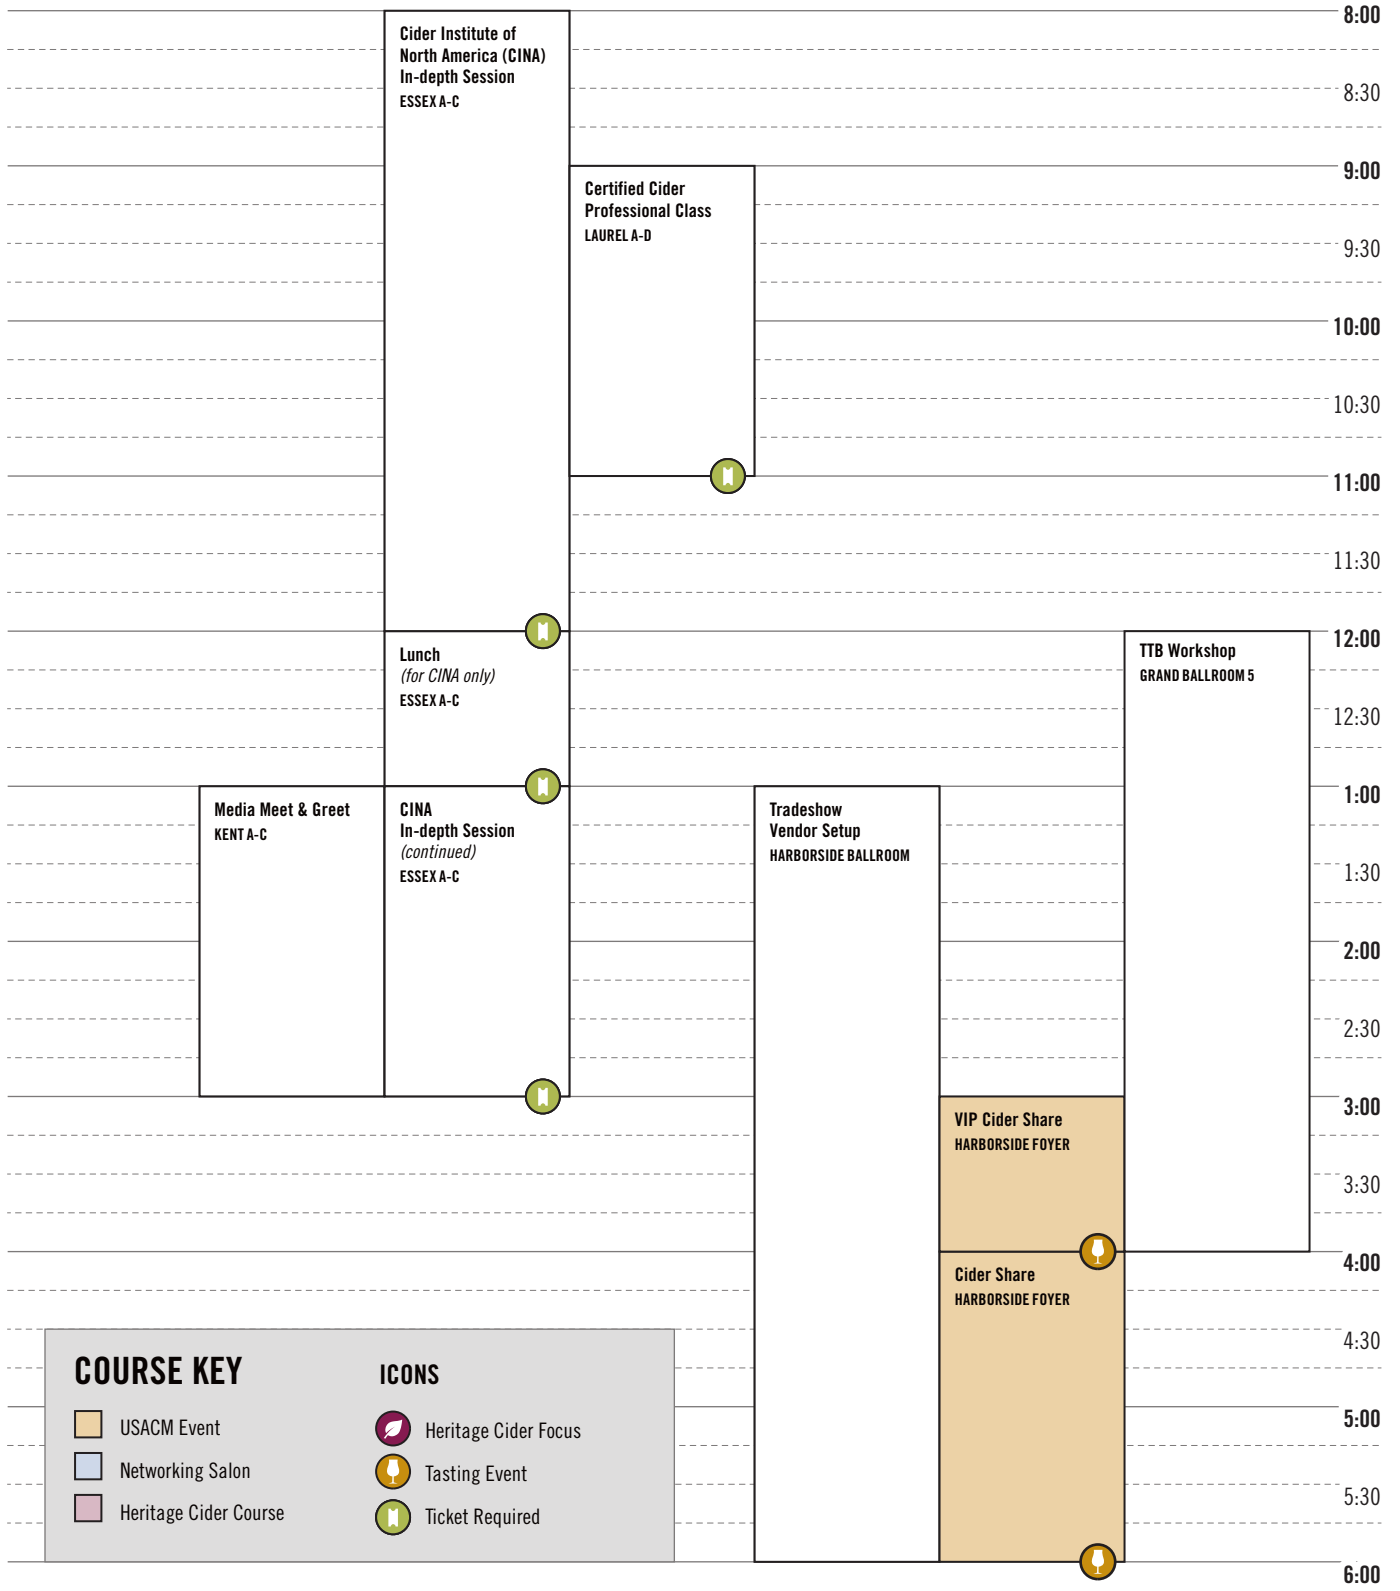 8:00
Cider Institute of
North America (CINA)
In-depth Session
ESSEX A-C
8:30
9:00
Certified Cider
Professional Class
LAUREL A-D
9:30
10:00
10:30
11:00
11:30
12:00
Lunch
(for CINA only)
ESSEX A-C
TTB Workshop
GRAND BALLROOM 5
12:30
1:00
Media Meet & Greet
KENT A-C
CINA
In-depth Session
(continued)
ESSEX A-C
Tradeshow
Vendor Setup
HARBORSIDE BALLROOM
1:30
2:00
2:30
3:00
VIP Cider Share
HARBORSIDE FOYER
3:30
4:00
Cider Share
HARBORSIDE FOYER
4:30
5:00
5:30
6:00
COURSE KEY
USACM Event
Networking Salon
Heritage Cider Course
ICONS
Heritage Cider Focus
Tasting Event
Ticket Required